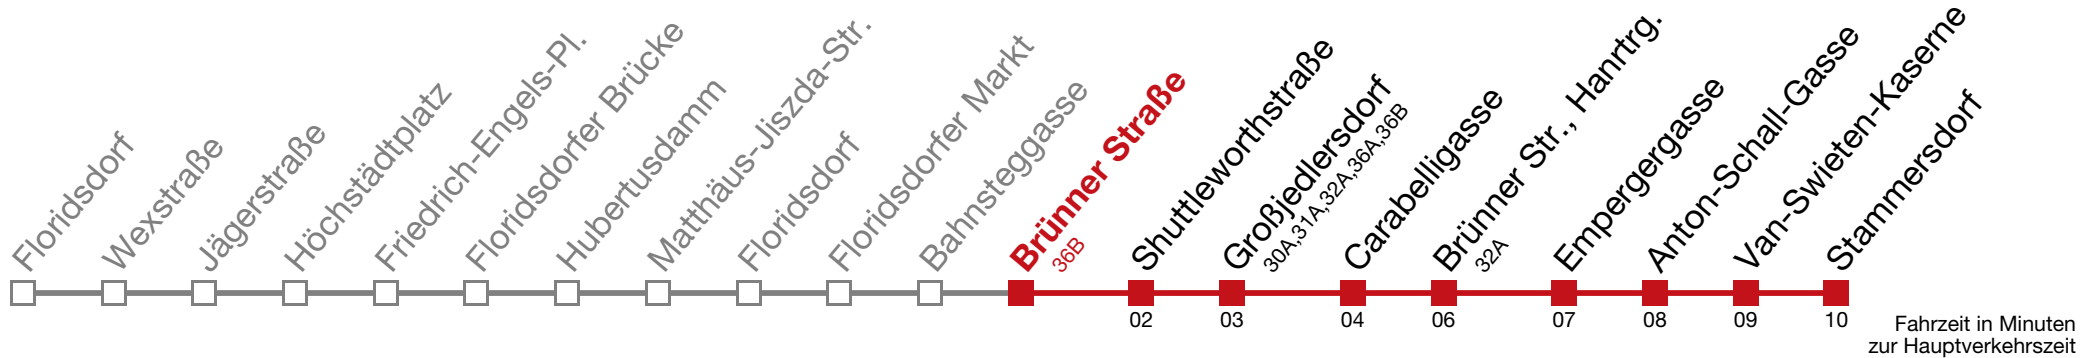 Floridsdorf
Wexstraße
Jägerstraße
Höchstädtplatz
Friedrich-Engels-Pl.
Floridsdorfer Brücke
Hubertusdamm
Matthäus-Jiszda-Str.
Floridsdorf
Floridsdorfer Markt
Bahnsteggasse
Brünner Straße
36B
Shuttleworthstraße
Großjedlersdorf
30A,31A,32A,36A,36B
Carabelligasse
Brünner Str., Hanrtrg.
32A
Empergergasse
Anton-Schall-Gasse
Van-Swieten-Kaserne
Stammersdorf
02 03 04 06 07 08 09 10
Fahrzeit in Minuten
zur Hauptverkehrszeit